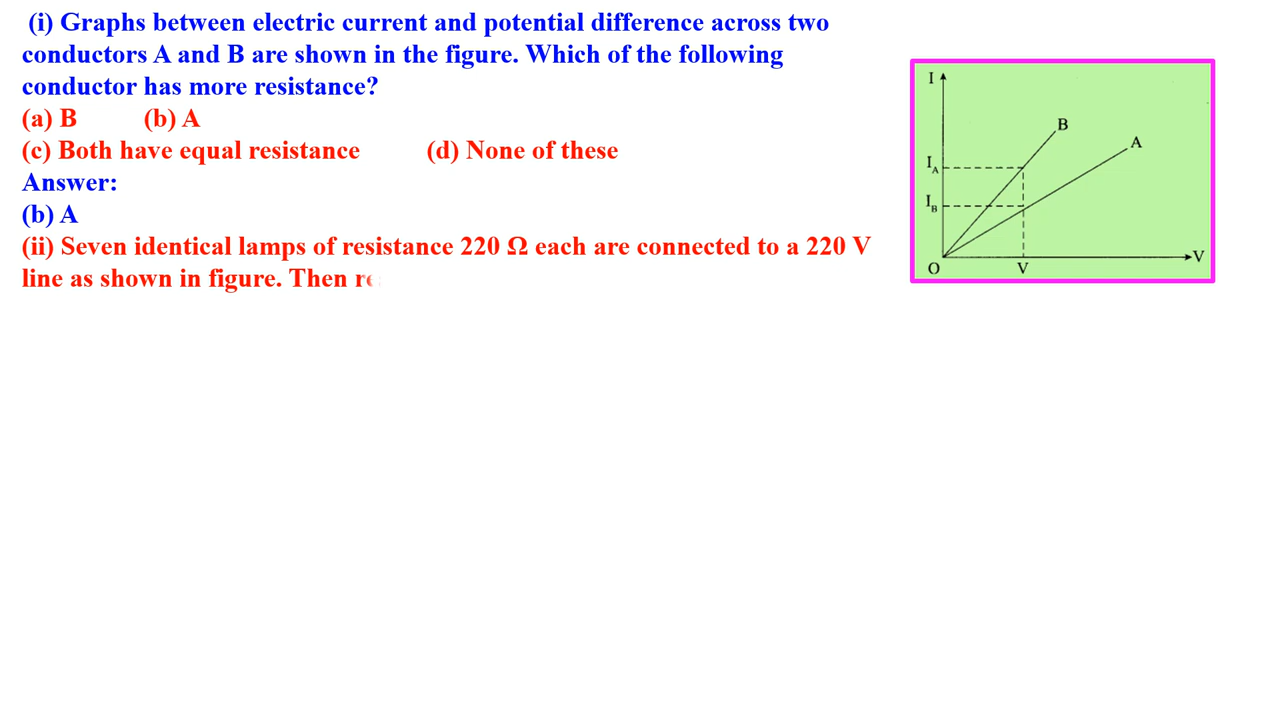 (i) Graphs between electric current and potential difference across two
conductors A and B are shown in the figure. Which of the following
conductor has more resistance?
(a) B (b) A
(c) Both have equal resistance (d) None of these
Answer:
(b) A
(ii) Seven identical lamps of resistance 220 Ω each are connected to a 220 V
line as shown in figure. Then
I
B
A
I_A
I_B
O
V
V